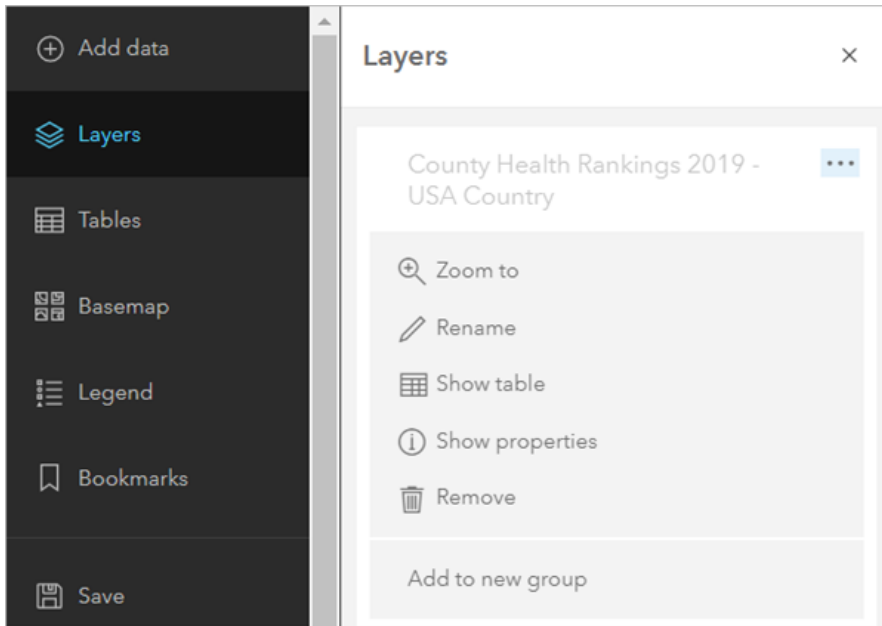 Add data
Layers
Tables
Basemap
Legend
Bookmarks
Save
Layers
County Health Rankings 2019 -
USA Country
Zoom to
Rename
Show table
Show properties
Remove
Add to new group